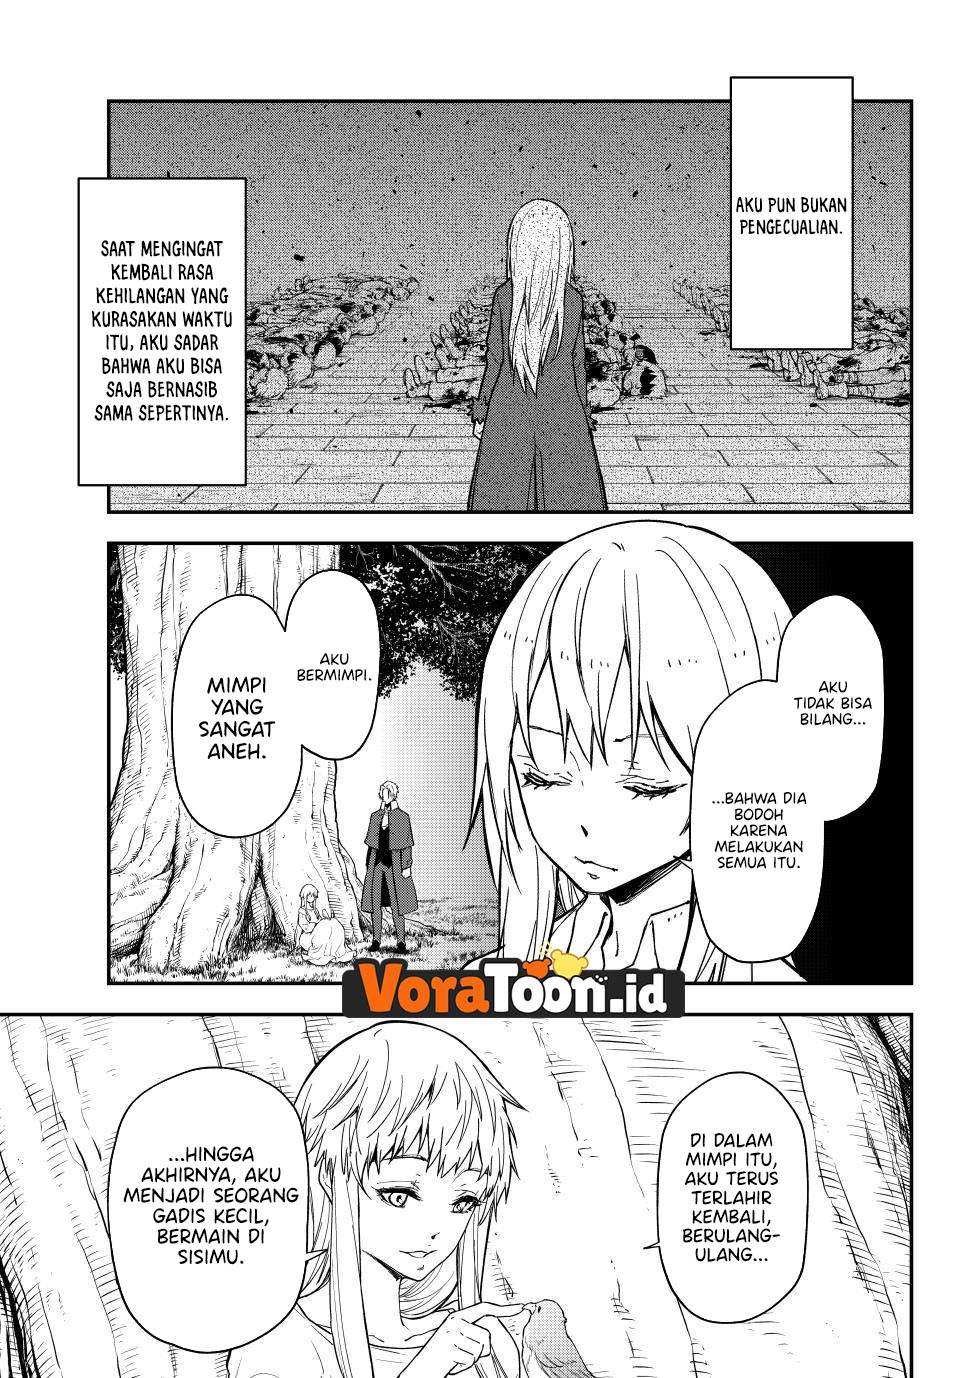 AKU PUN BUKAN
PENGECUALIAN.
SAAT MENGINGAT
KEMBALI RASA
KEHILANGAN YANG
KURASAKAN WAKTU
ITU, AKU SADAR
BAHWA AKU BISA
SAJA BERNASIB
SAMA SEPERTINYA.
AKU
TIDAK BISA
BILANG...
...BAHWA DIA
BODOH
KARENA
MELAKUKAN
SEMUA ITU.
AKU
BERMIMPI.
MIMPI
YANG
SANGAT
ANEH.
VoraToon.id
DI DALAM
MIMPI ITU,
AKU TERUS
TERLAHIR
KEMBALI,
BERULANG-
ULANG...
...HINGGA
AKHIRNYA, AKU
MENJADI SEORANG
GADIS KECIL,
BERMAIN DI
SISIMU.